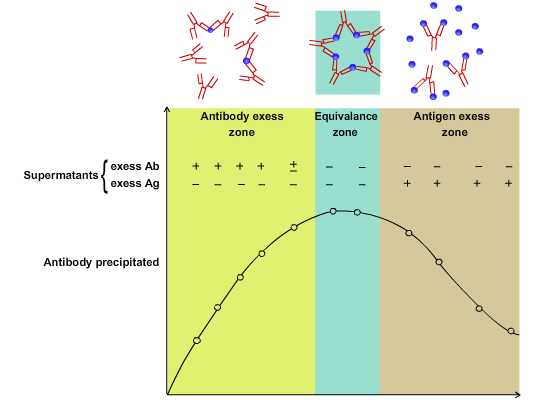 Antibody exess
zone
Equivalance
zone
Antigen exess
zone
Supermatants
exess Ab + + + + ± – – – – – –
exess Ag – – – – – – – + + + +
Antibody precipitated